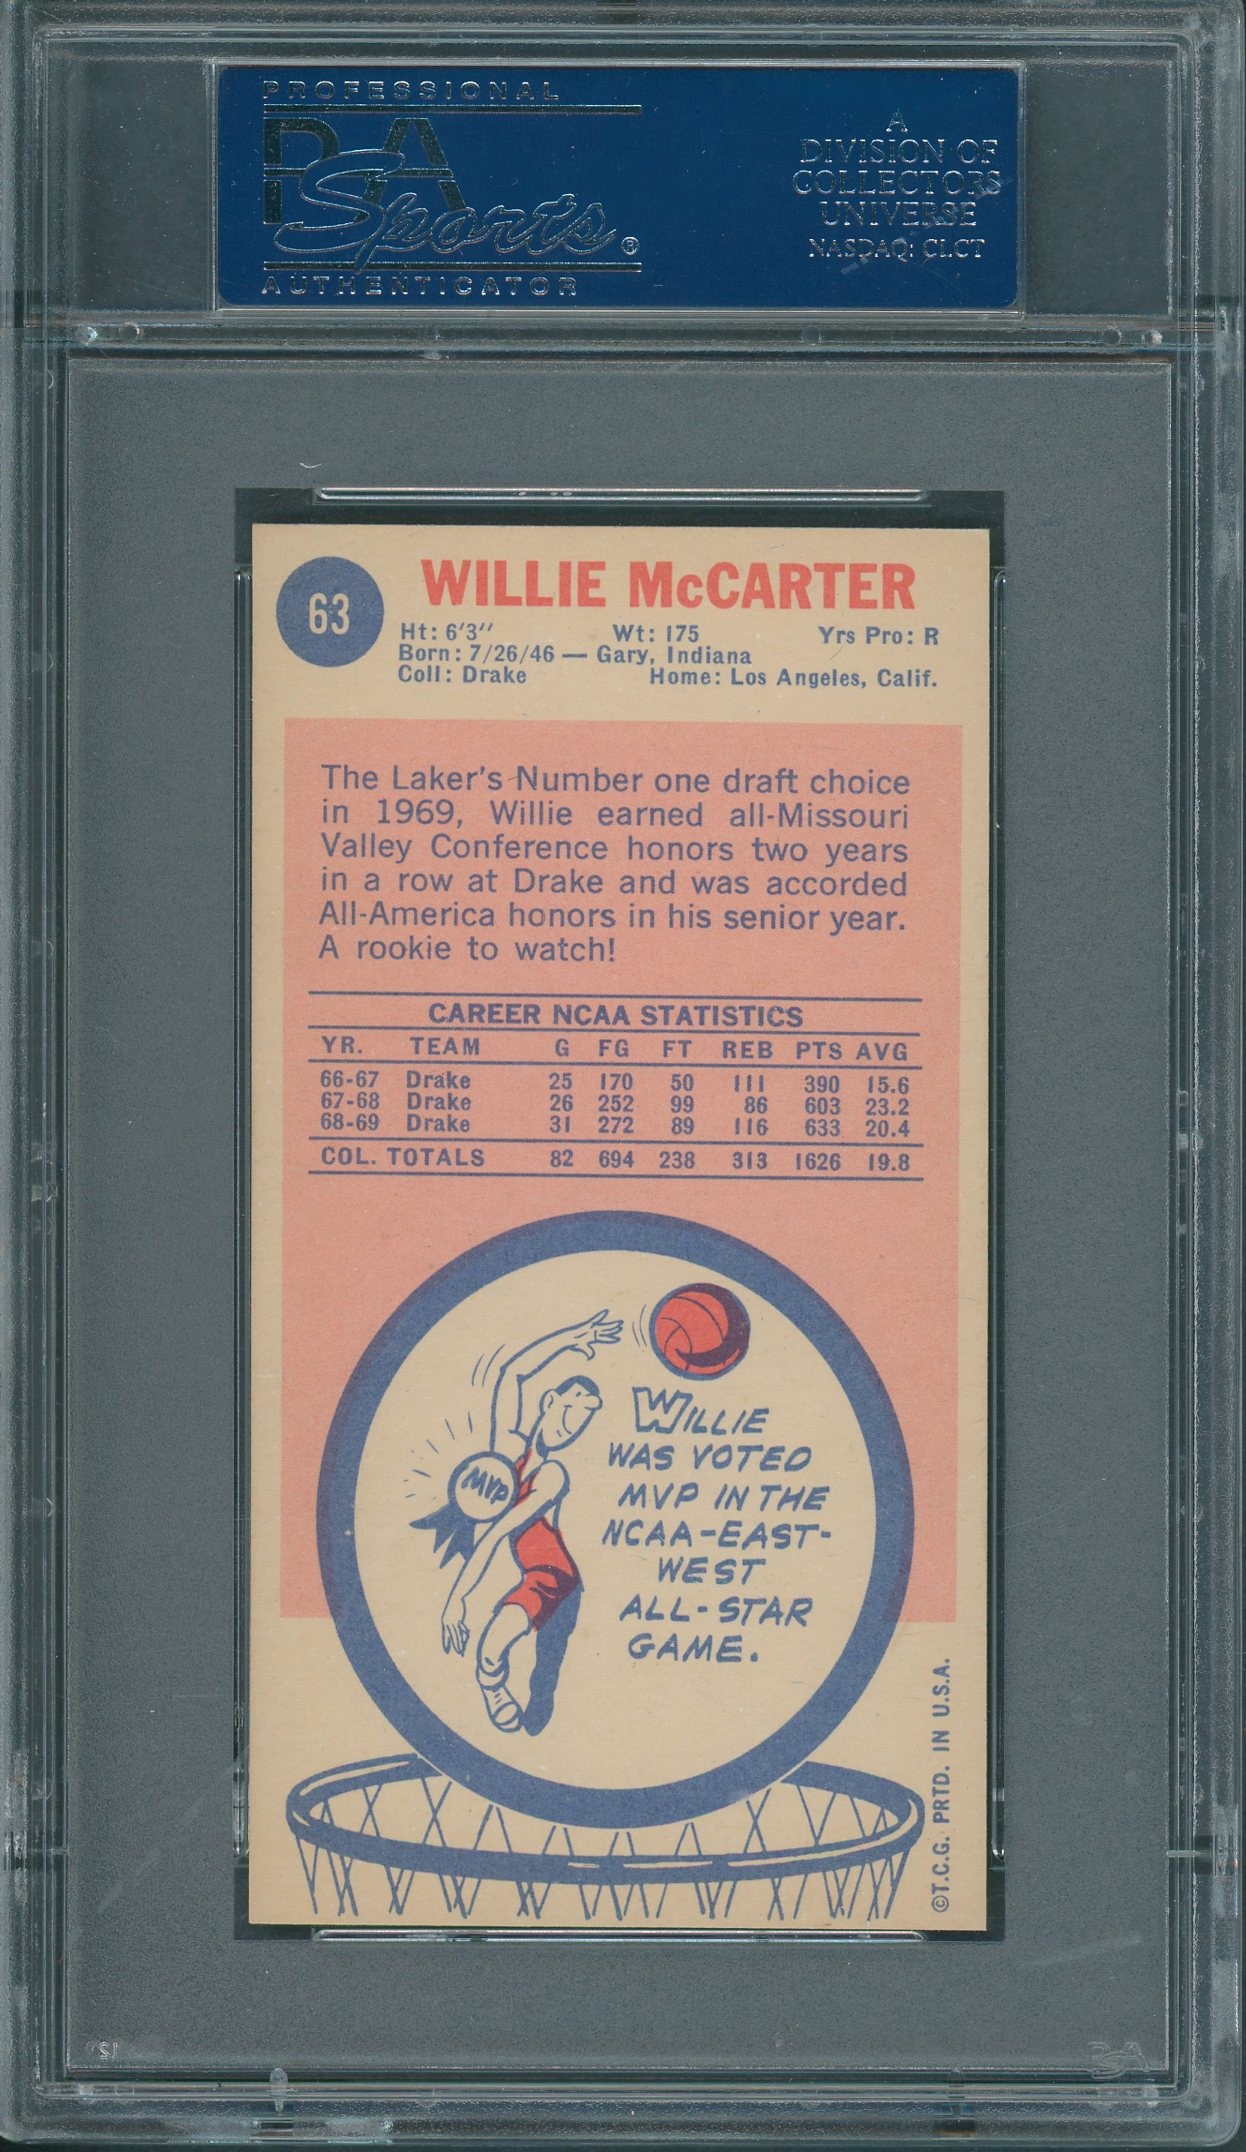 PROFESSIONAL
PSA
Sports®
AUTHENTICATOR
A
DIVISION OF
COLLECTORS
UNIVERSE
NASDAQ: CLCT
63
WILLIE McCARTER
Ht: 6'3" Wt: 175 Yrs Pro: R
Born: 7/26/46 — Gary, Indiana
Coll: Drake Home: Los Angeles, Calif.
The Laker's Number one draft choice
in 1969, Willie earned all-Missouri
Valley Conference honors two years
in a row at Drake and was accorded
All-America honors in his senior year.
A rookie to watch!
CAREER NCAA STATISTICS
YR. TEAM G FG FT REB PTS AVG
66-67 Drake 25 170 50 111 390 15.6
67-68 Drake 26 252 99 86 603 23.2
68-69 Drake 31 272 89 116 633 20.4
COL. TOTALS 82 694 238 313 1626 19.8
MVP
WILLIE
WAS VOTED
MVP IN THE
NCAA-EAST-
WEST
ALL-STAR
GAME.
©T.C.G. PRTD. IN U.S.A.
PSA